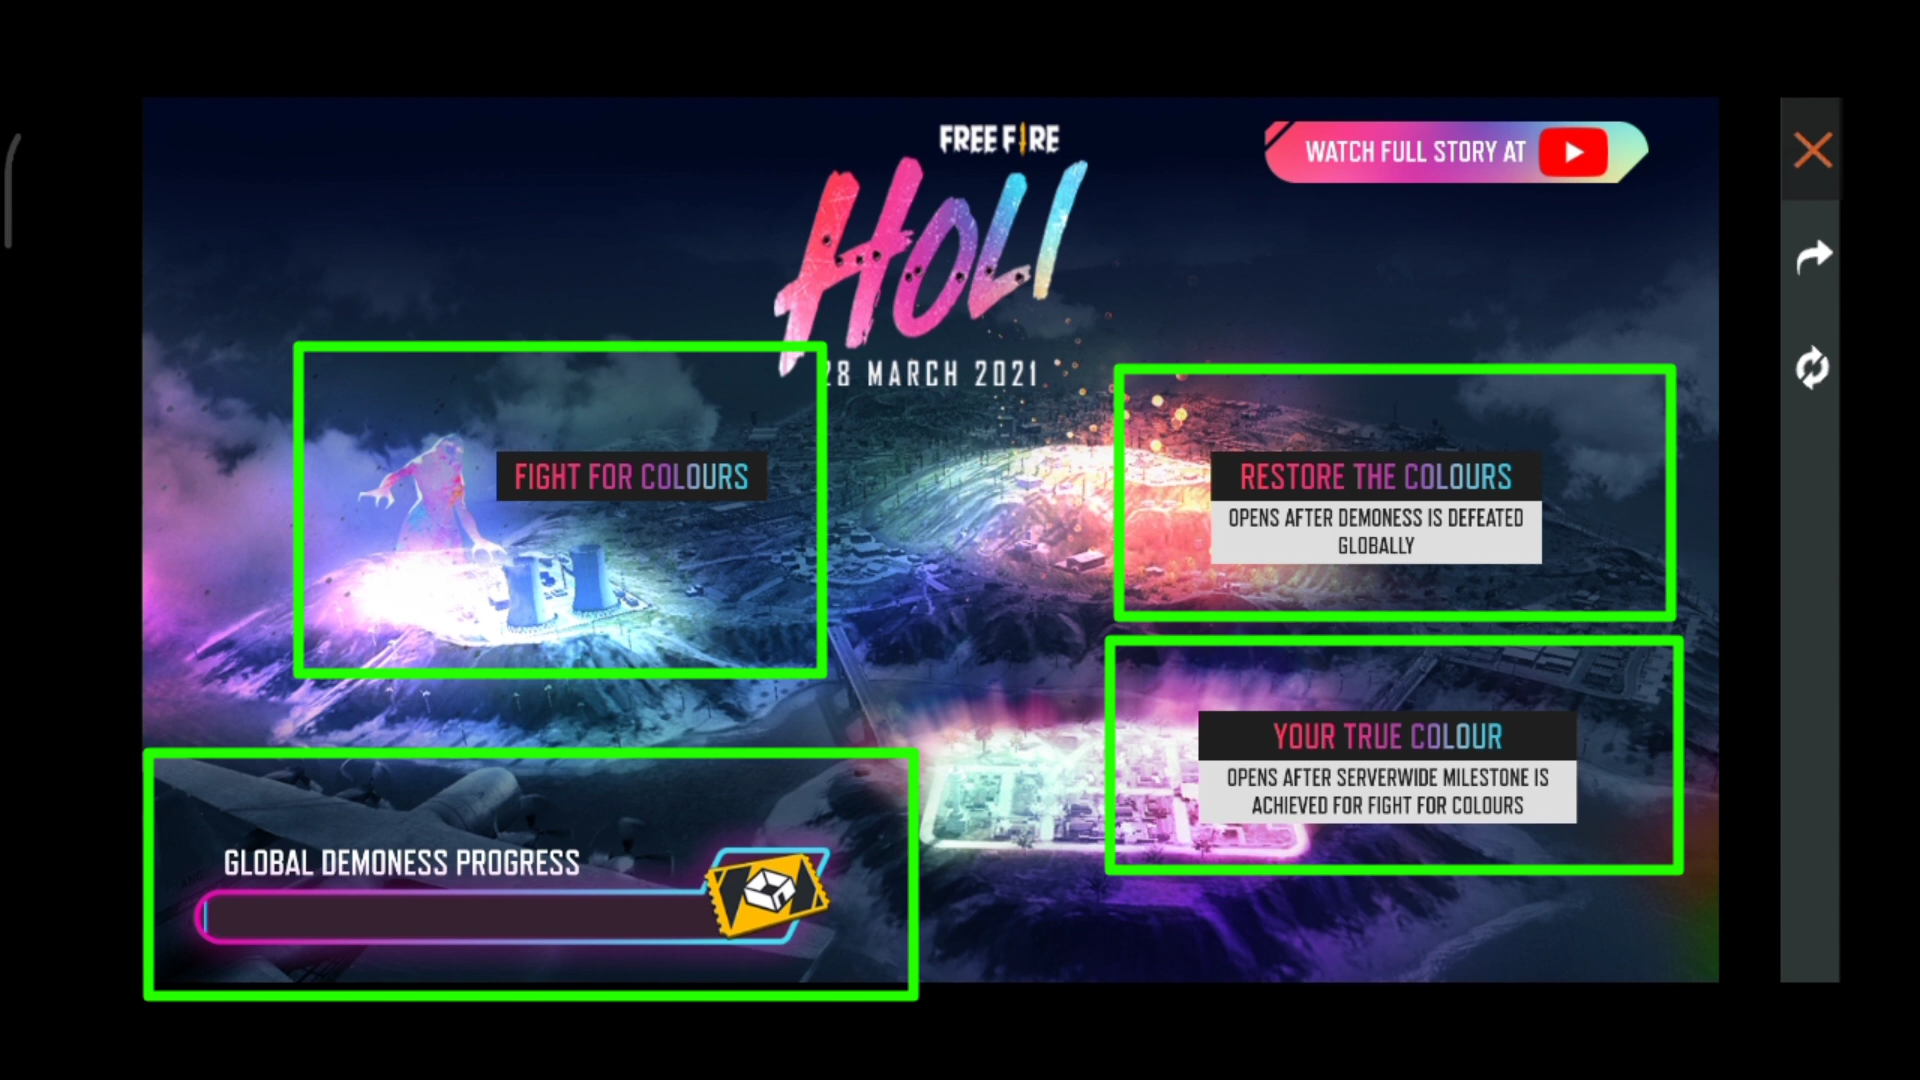 FREE FIRE
WATCH FULL STORY AT
HOLI
28 MARCH 2021
FIGHT FOR COLOURS
RESTORE THE COLOURS
OPENS AFTER DEMONESS IS DEFEATED
GLOBALLY
YOUR TRUE COLOUR
OPENS AFTER SERVERWIDE MILESTONE IS
ACHIEVED FOR FIGHT FOR COLOURS
GLOBAL DEMONESS PROGRESS